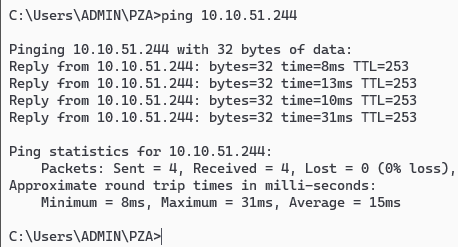 C:\Users\ADMIN\PZA>ping 10.10.51.244
Pinging 10.10.51.244 with 32 bytes of data:
Reply from 10.10.51.244: bytes=32 time=8ms TTL=253
Reply from 10.10.51.244: bytes=32 time=13ms TTL=253
Reply from 10.10.51.244: bytes=32 time=10ms TTL=253
Reply from 10.10.51.244: bytes=32 time=31ms TTL=253
Ping statistics for 10.10.51.244:
    Packets: Sent = 4, Received = 4, Lost = 0 (0% loss),
Approximate round trip times in milli-seconds:
    Minimum = 8ms, Maximum = 31ms, Average = 15ms
C:\Users\ADMIN\PZA>